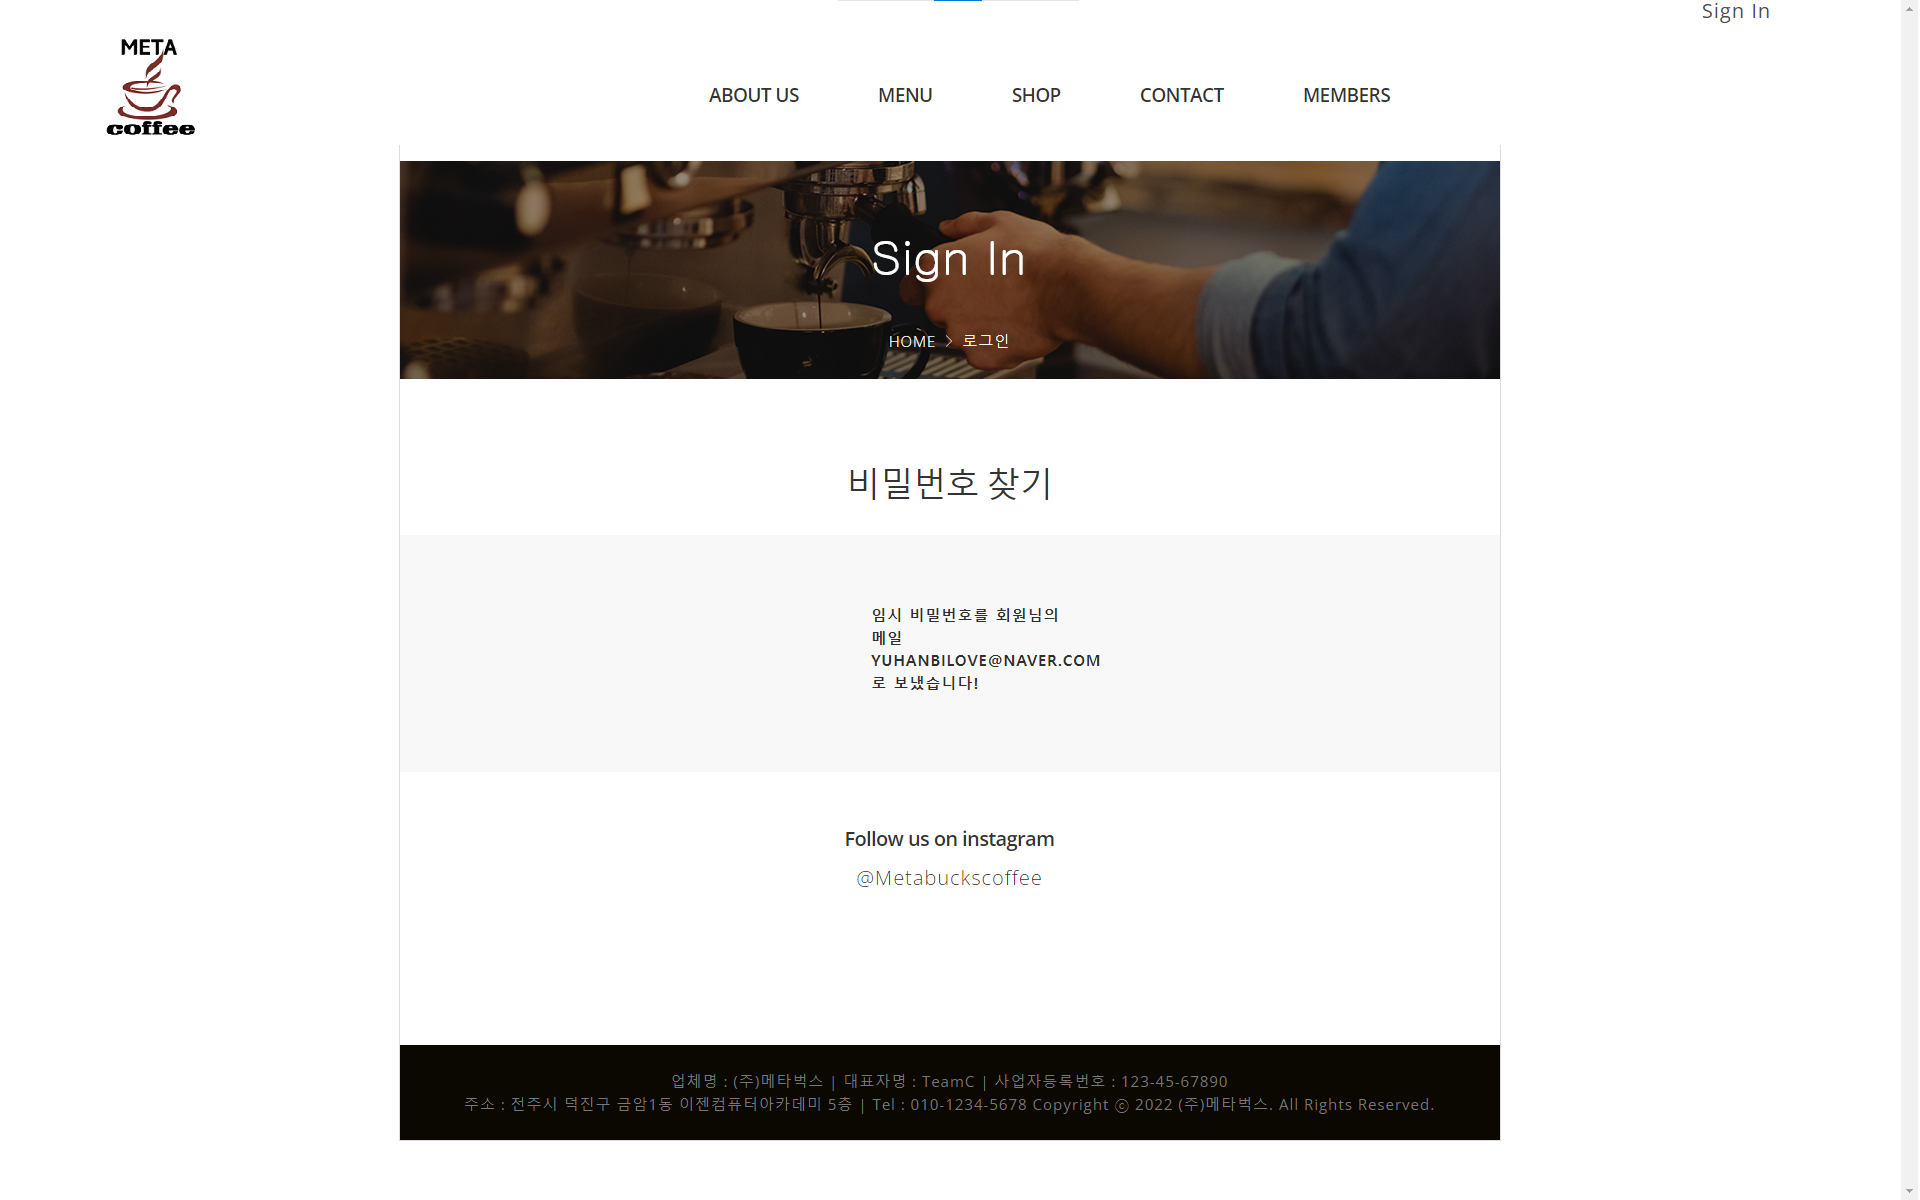 Sign In
META
coffee
ABOUT US
MENU
SHOP
CONTACT
MEMBERS
Sign In
HOME > 로그인
비밀번호 찾기
임시 비밀번호를 회원님의
메일
YUHANBILOVE@NAVER.COM
로 보냈습니다!
Follow us on instagram
@Metabuckscoffee
업체명 : (주)메타벅스 | 대표자명 : TeamC | 사업자등록번호 : 123-45-67890
주소 : 전주시 덕진구 금암1동 이젠컴퓨터아카데미 5층 | Tel : 010-1234-5678 Copyright ⓒ 2022 (주)메타벅스. All Rights Reserved.